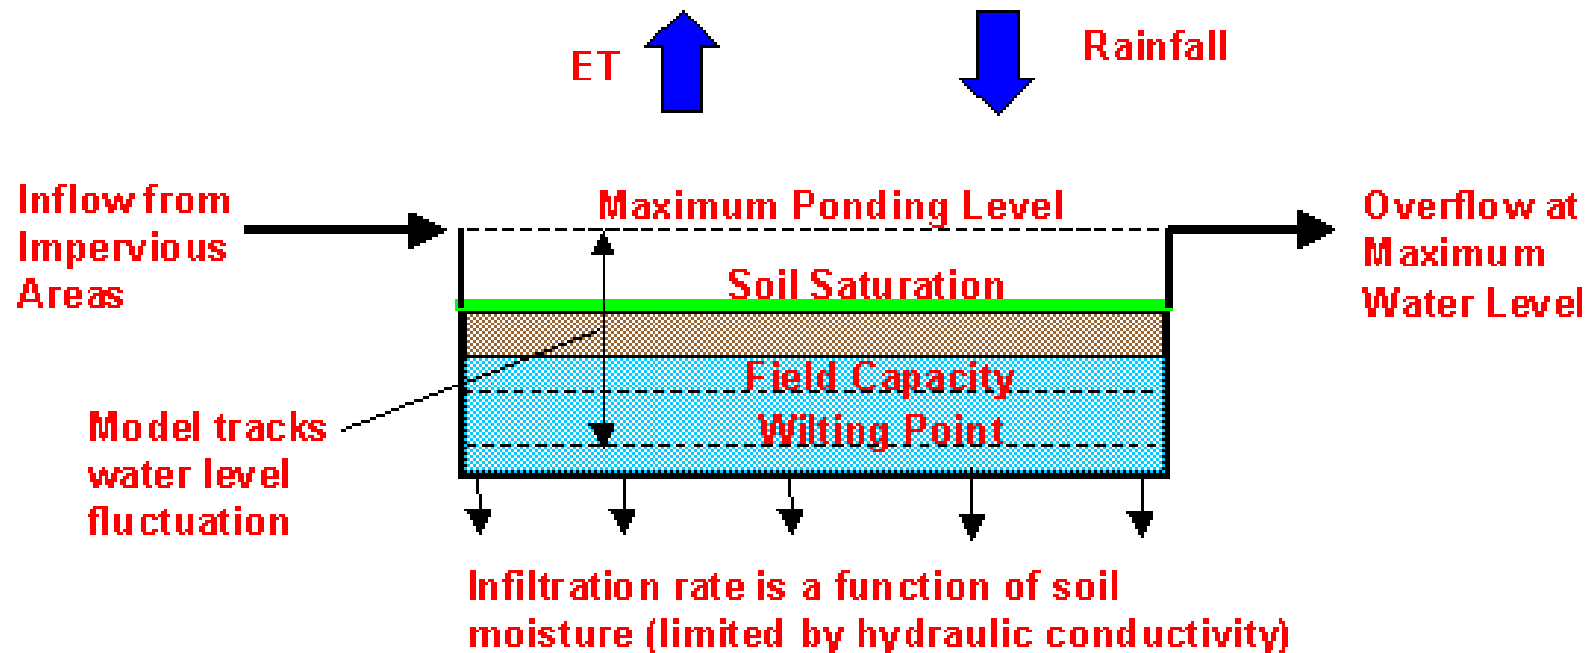 ET
Rainfall
Inflow from
Impervious
Areas
Maximum Ponding Level
Overflow at
Maximum
Water Level
Soil Saturation
Field Capacity
Wilting Point
Model tracks
water level
fluctuation
Infiltration rate is a function of soil
moisture (limited by hydraulic conductivity)